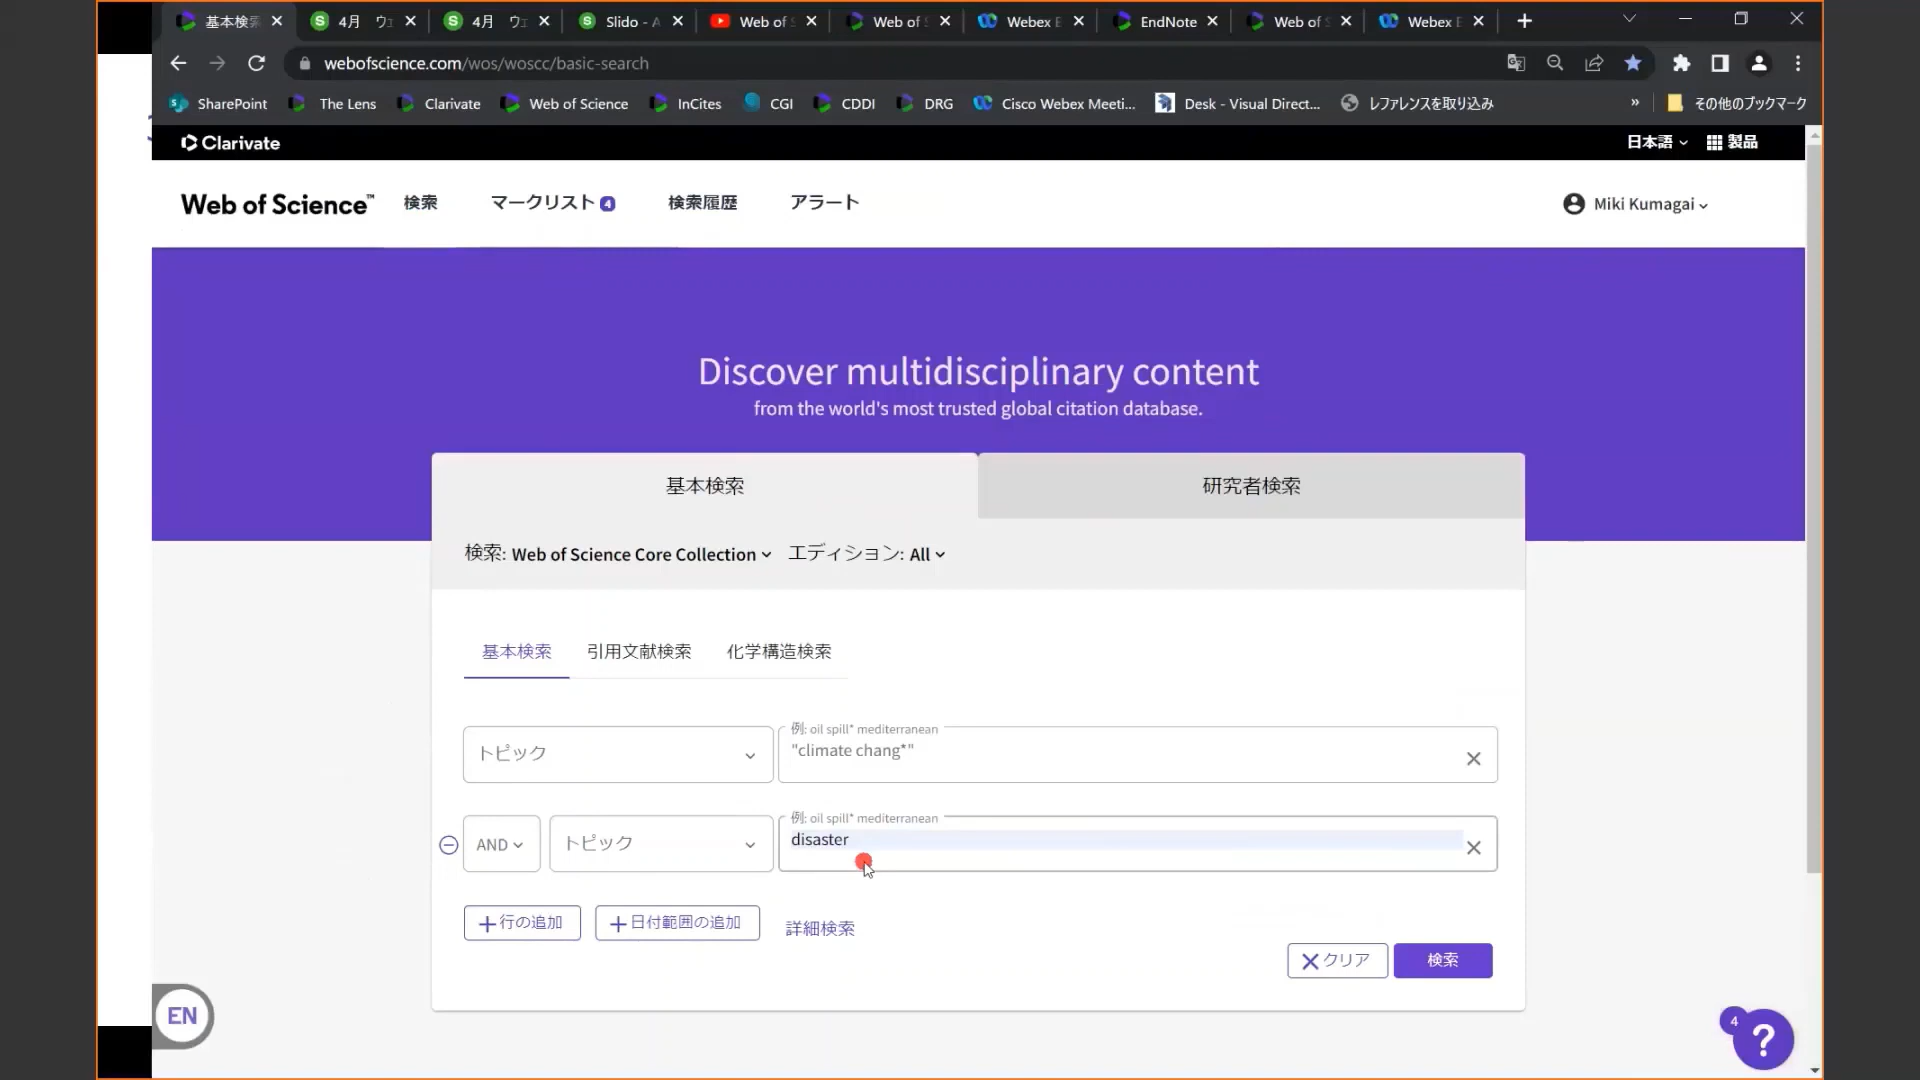 基本検索
4月 ウェ
4月 ウェ
Slido - A
Web of S
Web of S
Webex E
EndNote
Web of S
Webex E
webofscience.com/wos/woscc/basic-search
SharePoint
The Lens
Clarivate
Web of Science
InCites
CGI
CDDI
DRG
Cisco Webex Meeti...
Desk - Visual Direct...
レファレンスを取り込み
»
その他のブックマーク
Clarivate
日本語
製品
Web of Science™
検索
マークリスト 4
検索履歴
アラート
Miki Kumagai
Discover multidisciplinary content
from the world's most trusted global citation database.
基本検索
研究者検索
検索: Web of Science Core Collection
エディション: All
基本検索
引用文献検索
化学構造検索
トピック
例: oil spill* mediterranean
"climate chang*"
AND
トピック
例: oil spill* mediterranean
disaster
+行の追加
+日付範囲の追加
詳細検索
クリア
検索
EN
4
?